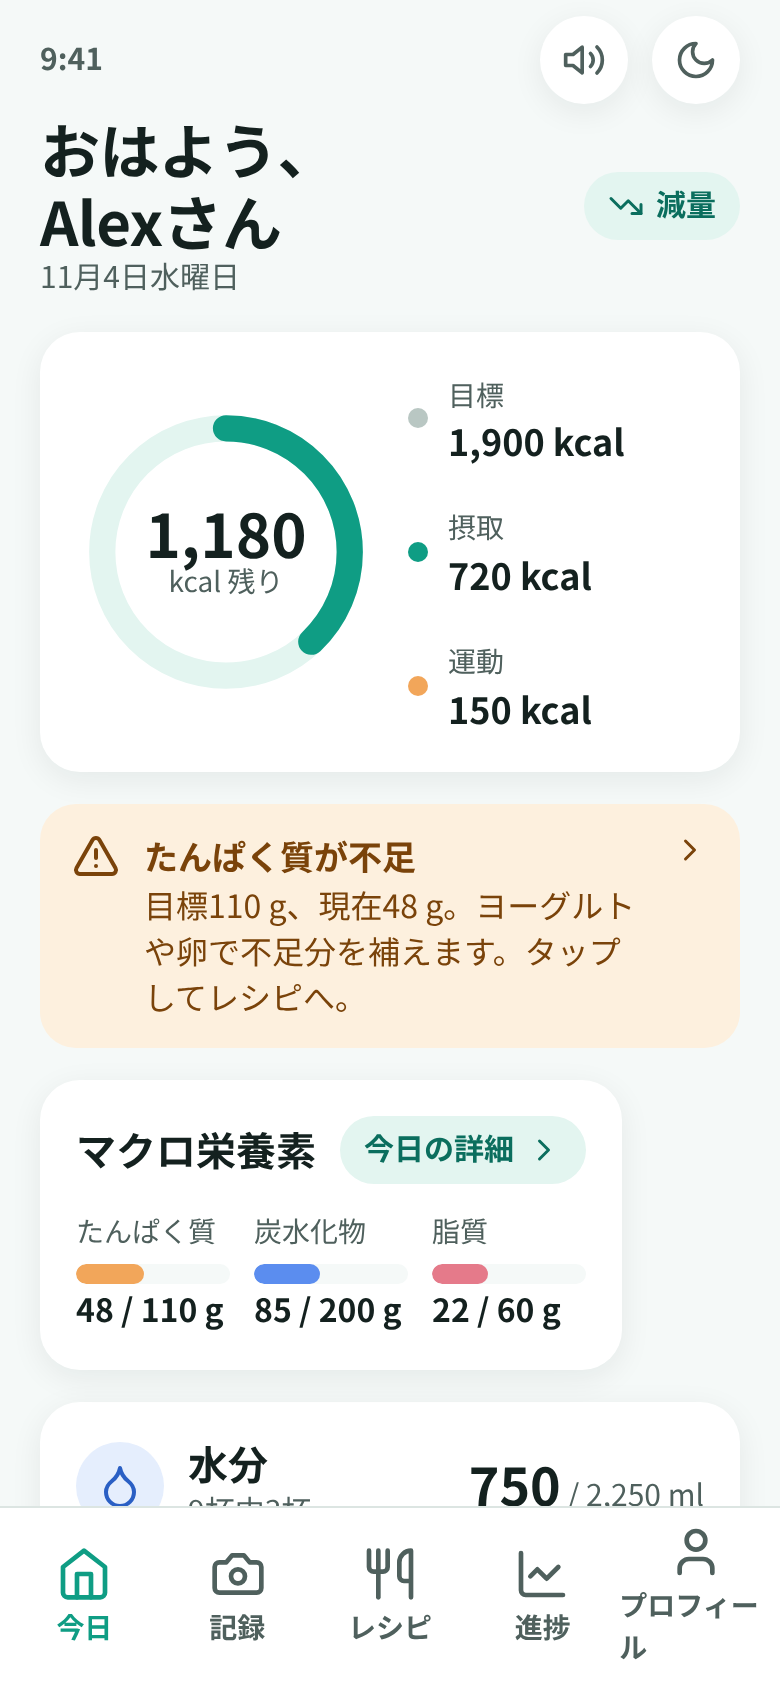 9:41
おはよう、
Alexさん
減量
11月4日水曜日
目標
1,900 kcal
1,180
kcal 残り
摂取
720 kcal
運動
150 kcal
たんぱく質が不足
目標110 g、現在48 g。ヨーグルト
や卵で不足分を補えます。タップ
してレシピへ。
マクロ栄養素
今日の詳細
たんぱく質 炭水化物 脂質
48 / 110 g 85 / 200 g 22 / 60 g
水分
750 / 2,250 ml
今日
記録
レシピ
進捗
プロフィー
ル